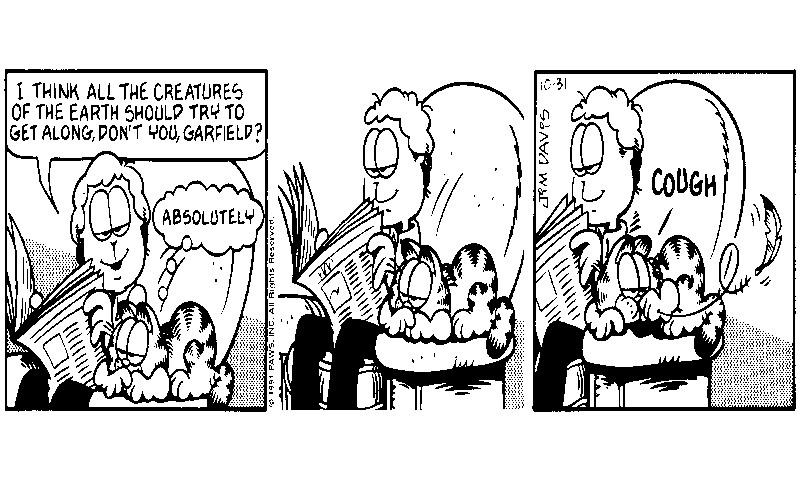 I THINK ALL THE CREATURES
OF THE EARTH SHOULD TRY TO
GET ALONG, DON'T YOU, GARFIELD?
ABSOLUTELY
© 1991 PAWS, INC. All Rights Reserved.
10-31
JIM DAVIS
COUGH